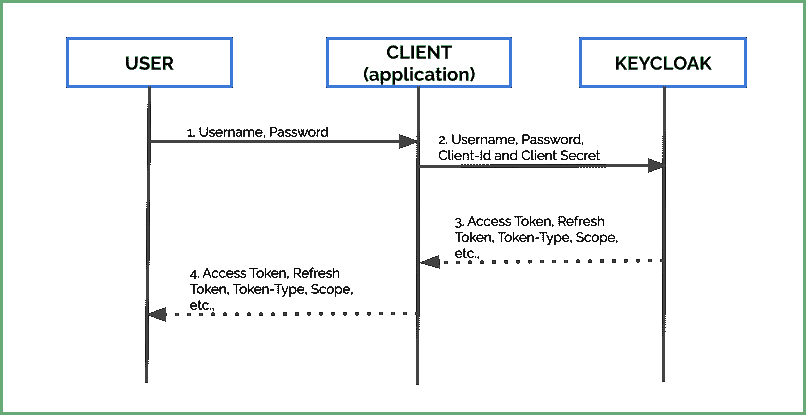 USER
CLIENT
(application)
KEYCLOAK
1. Username, Password
2. Username, Password,
Client-Id and Client Secret
3. Access Token, Refresh
Token, Token-Type, Scope,
etc.,
4. Access Token, Refresh
Token, Token-Type, Scope,
etc.,